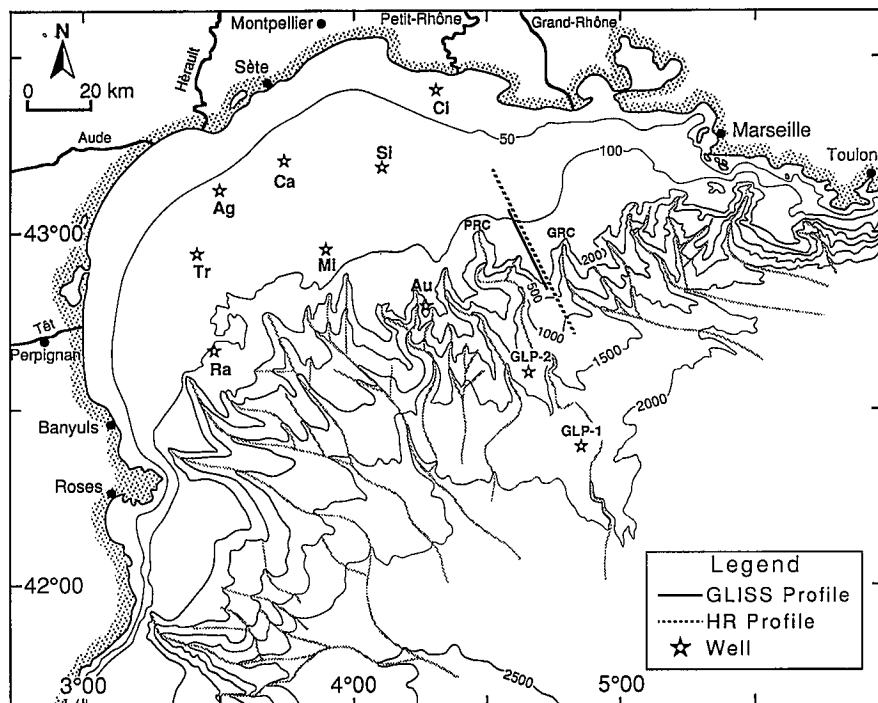 Montpellier
Petit-Rhône
Grand-Rhône
N
Hérault
Sète
0 20 km
Cl
Aude
50
Marseille
Si
100
Toulon
Ca
Ag
43°00
PRC
GRC
200
Tr
Mi
Au
500
Têt
1000
Perpignan
Ra
GLP-2
1500
2000
Banyuls
GLP-1
Roses
42°00
Legend
GLISS Profile
HR Profile
Well
2500
3°00
4°00
5°00